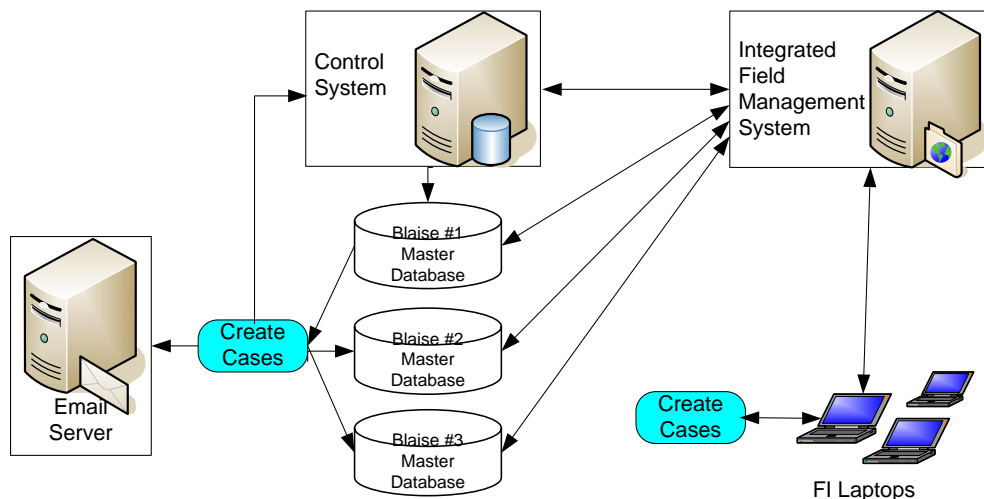 Control
System
Integrated
Field
Management
System
Blaise #1
Master
Database
Email
Server
Create
Cases
Blaise #2
Master
Database
Blaise #3
Master
Database
Create
Cases
FI Laptops